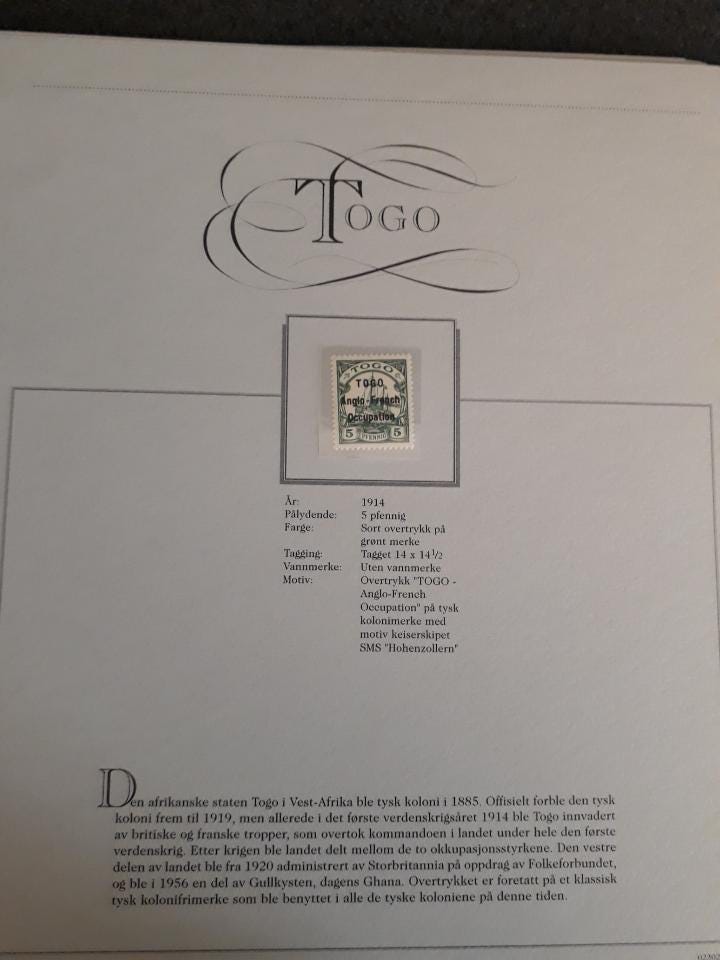 TOGO
TOGO
TOGO
Anglo-French
Occupation
5 PFENNIG 5
År: 1914
Pålydende: 5 pfennig
Farge: Sort overtrykk på
grønt merke
Tagging: Tagget 14 x 14½
Vannmerke: Uten vannmerke
Motiv: Overtrykk "TOGO -
Anglo-French
Occupation" på tysk
kolonimerke med
motiv keiserskipet
SMS "Hohenzollern"
Den afrikanske staten Togo i Vest-Afrika ble tysk koloni i 1885. Offisielt forble den tysk
koloni frem til 1919, men allerede i det første verdenskrigsåret 1914 ble Togo innvadert
av britiske og franske tropper, som overtok kommandoen i landet under hele den første
verdenskrig. Etter krigen ble landet delt mellom de to okkupasjonsstyrkene. Den vestre
delen av landet ble fra 1920 administrert av Storbritannia på oppdrag av Folkeforbundet,
og ble i 1956 en del av Gullkysten, dagens Ghana. Overtrykket er foretatt på et klassisk
tysk kolonifrimerke som ble benyttet i alle de tyske koloniene på denne tiden.